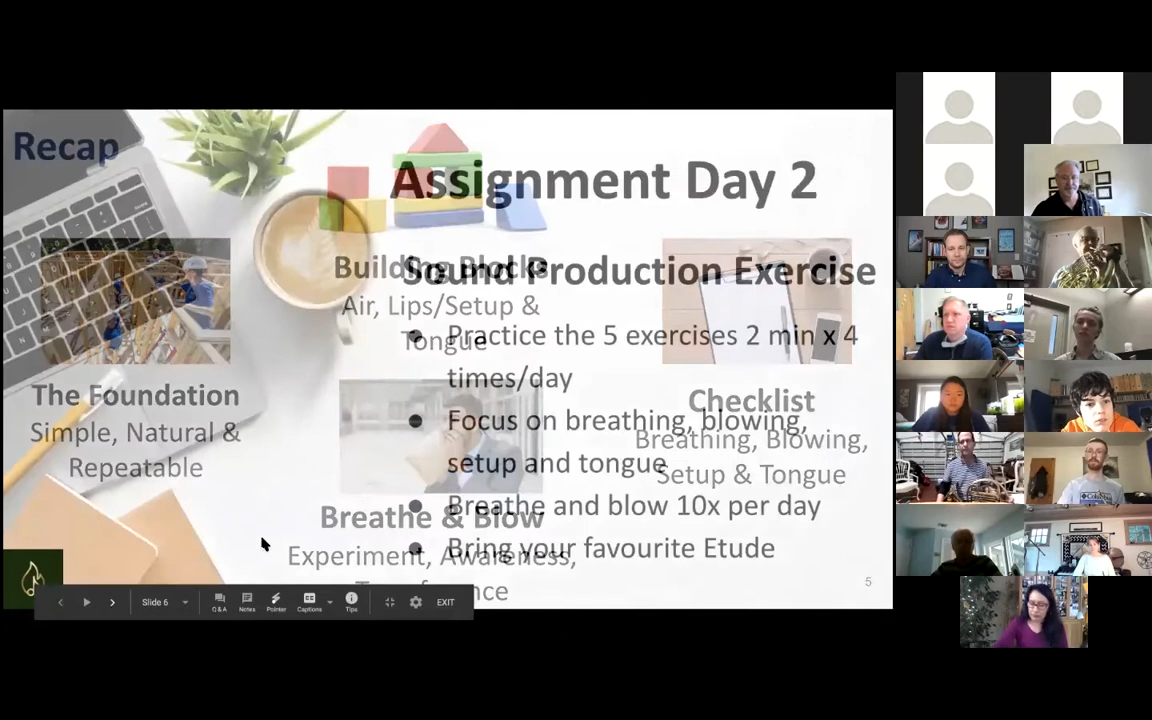 Recap
Assignment Day 2
Building Blocks
Air, Lips/Setup &
Tongue
Sound Production Exercise
Practice the 5 exercises 2 min x 4
times/day
Focus on breathing, blowing,
setup and tongue
Breathe and blow 10x per day
Bring your favourite Etude
The Foundation
Simple, Natural &
Repeatable
Checklist
Breathing, Blowing,
Setup & Tongue
Breathe & Blow
Experiment, Awareness,
5
Slide 6
Q & A
Notes
Pointer
Captions
Tips
EXIT